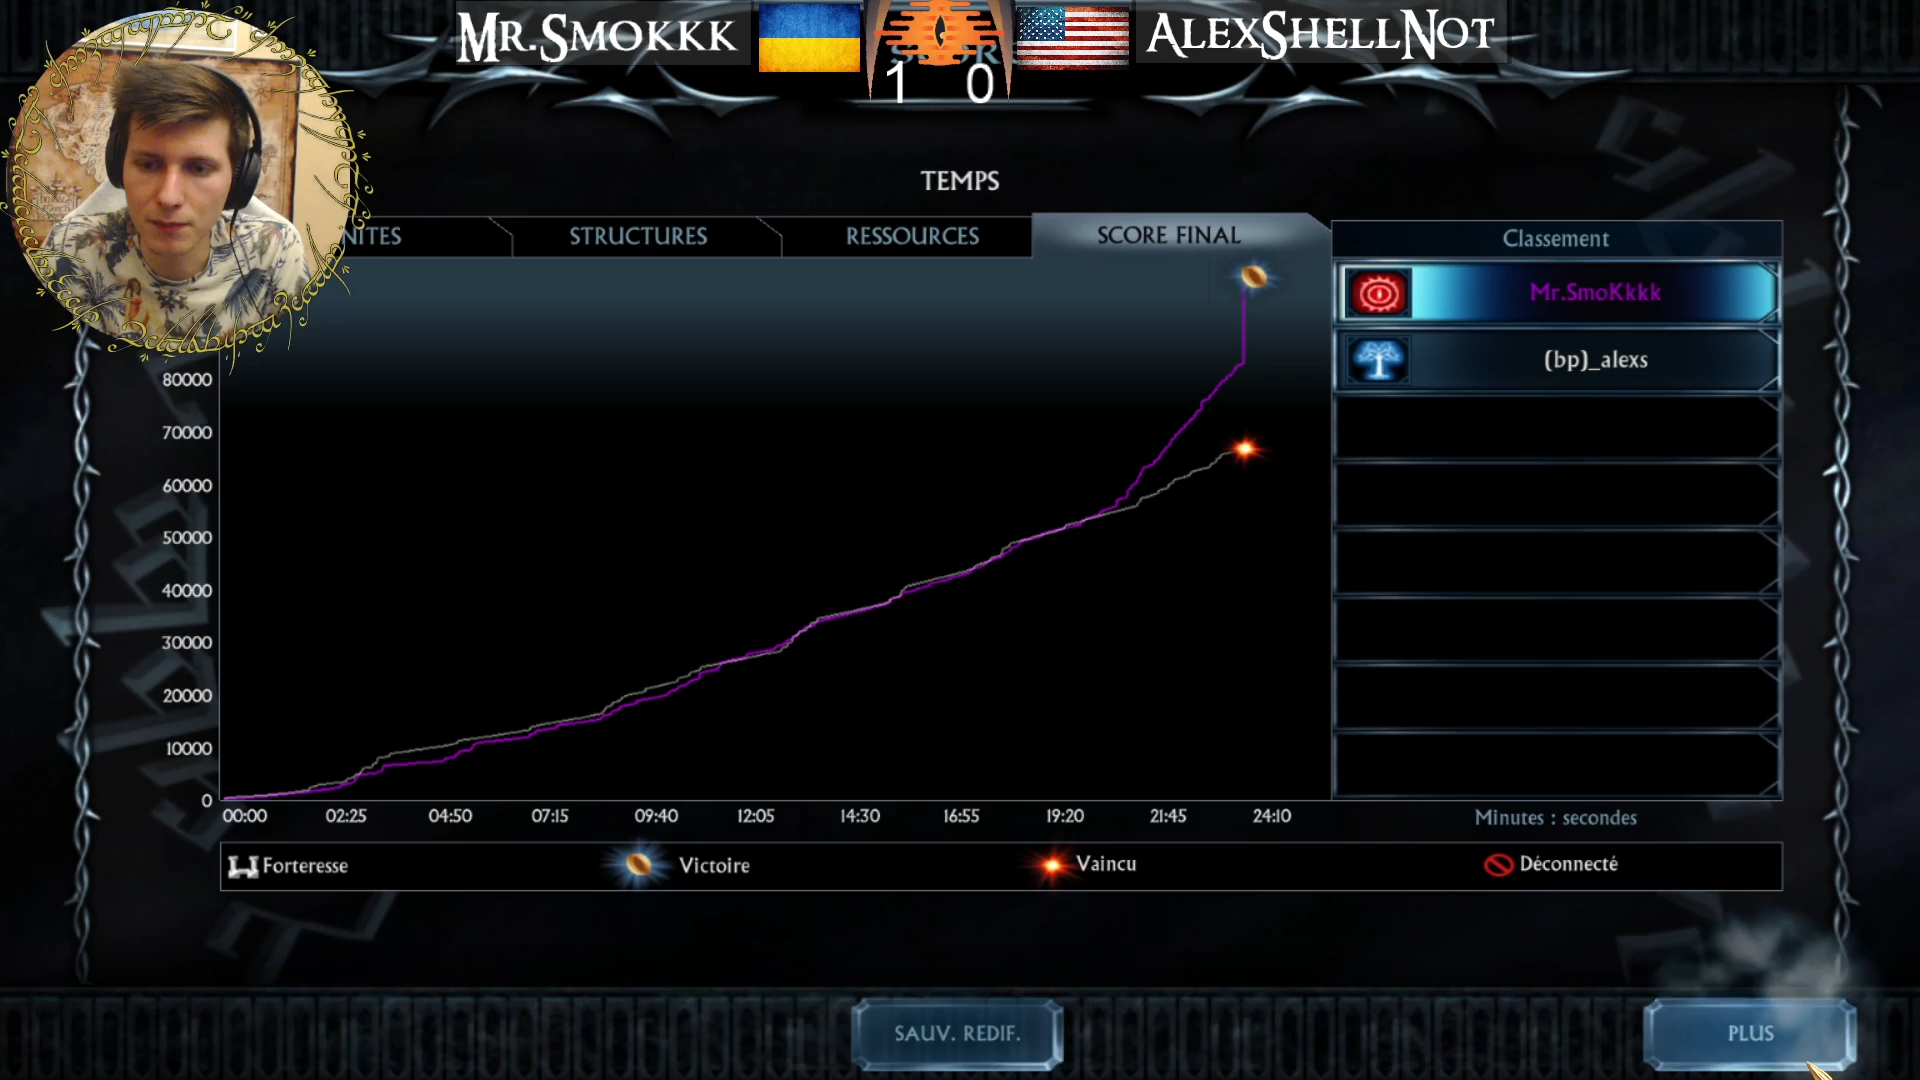 Mr.Smokkk
1 0
AlexShellNot
TEMPS
NITES
STRUCTURES
RESSOURCES
SCORE FINAL
Classement
Mr.SmoKkkk
(bp)_alexs
80000
70000
60000
50000
40000
30000
20000
10000
0
00:00 02:25 04:50 07:15 09:40 12:05 14:30 16:55 19:20 21:45 24:10
Minutes : secondes
Forteresse
Victoire
Vaincu
Déconnecté
SAUV. REDIF.
PLUS